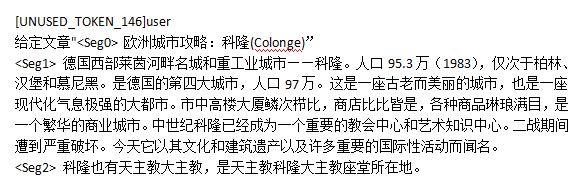 [UNUSED_TOKEN_146]user
给定文章"<Seg0> 欧洲城市攻略：科隆(Colonge)”
<Seg1> 德国西部莱茵河畔名城和重工业城市一一科隆。人口 95.3 万（1983），仅次于柏林、
汉堡和慕尼黑。是德国的第四大城市，人口 97 万。这是一座古老而美丽的城市，也是一座
现代化气息极强的大都市。市中高楼大厦鳞次栉比，商店比比皆是，各种商品琳琅满目，是
一个繁华的商业城市。中世纪科隆已经成为一个重要的教会中心和艺术知识中心。二战期间
遭到严重破坏。今天它以其文化和建筑遗产以及许多重要的国际性活动而闻名。
<Seg2> 科隆也有天主教大主教，是天主教科隆大主教座堂所在地。